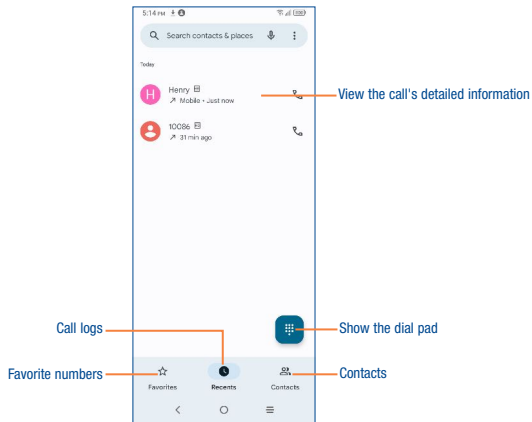 5:14 PM
Search contacts & places
Today
Henry
Mobile • Just now
View the call's detailed information
10086
31 min ago
Call logs
Show the dial pad
Favorite numbers
Contacts
Favorites
Recents
Contacts